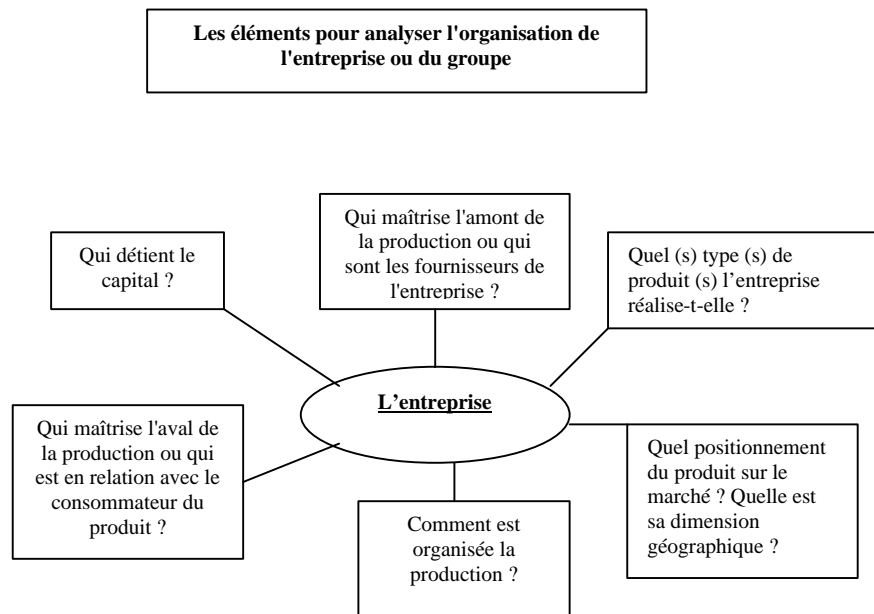 Les éléments pour analyser l'organisation de
l'entreprise ou du groupe
Qui détient le
capital ?
Qui maîtrise l'amont de
la production ou qui
sont les fournisseurs de
l'entreprise ?
Quel (s) type (s) de
produit (s) l’entreprise
réalise-t-elle ?
L’entreprise
Qui maîtrise l'aval de
la production ou qui
est en relation avec le
consommateur du
produit ?
Comment est
organisée la
production ?
Quel positionnement
du produit sur le
marché ? Quelle est
sa dimension
géographique ?